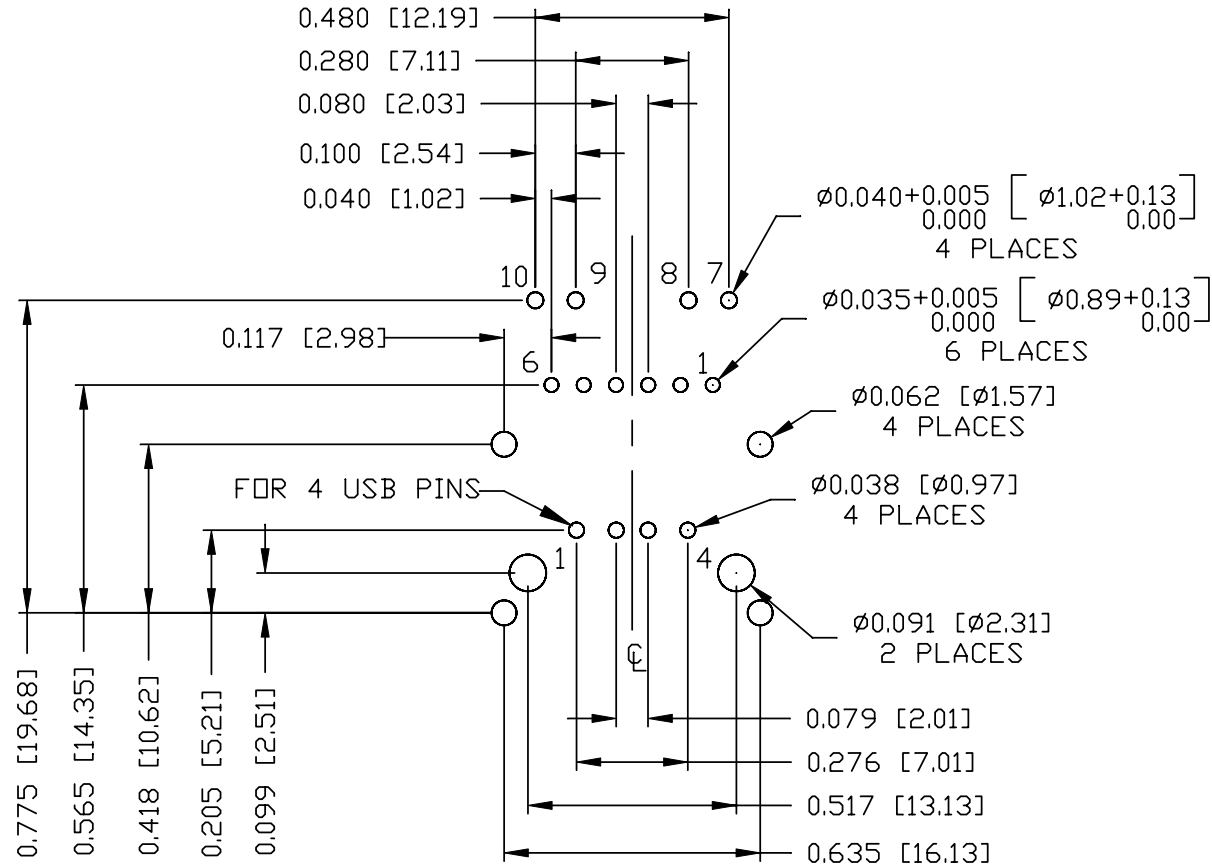 0.480 [12.19]
0.280 [7.11]
0.080 [2.03]
0.100 [2.54]
0.040 [1.02]
Ø0.040+0.005 [Ø1.02+0.13]
0.000 0.00
4 PLACES
10 9 8 7
Ø0.035+0.005 [Ø0.89+0.13]
0.000 0.00
6 PLACES
0.117 [2.98]
6 1
Ø0.062 [Ø1.57]
4 PLACES
FOR 4 USB PINS
Ø0.038 [Ø0.97]
4 PLACES
1 4
Ø0.091 [Ø2.31]
2 PLACES
℄
0.775 [19.68]
0.565 [14.35]
0.418 [10.62]
0.205 [5.21]
0.099 [2.51]
0.079 [2.01]
0.276 [7.01]
0.517 [13.13]
0.635 [16.13]